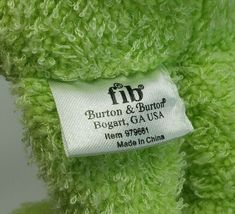 fib®
Burton & Burton®
Bogart, GA USA
Item 979661
Made in China